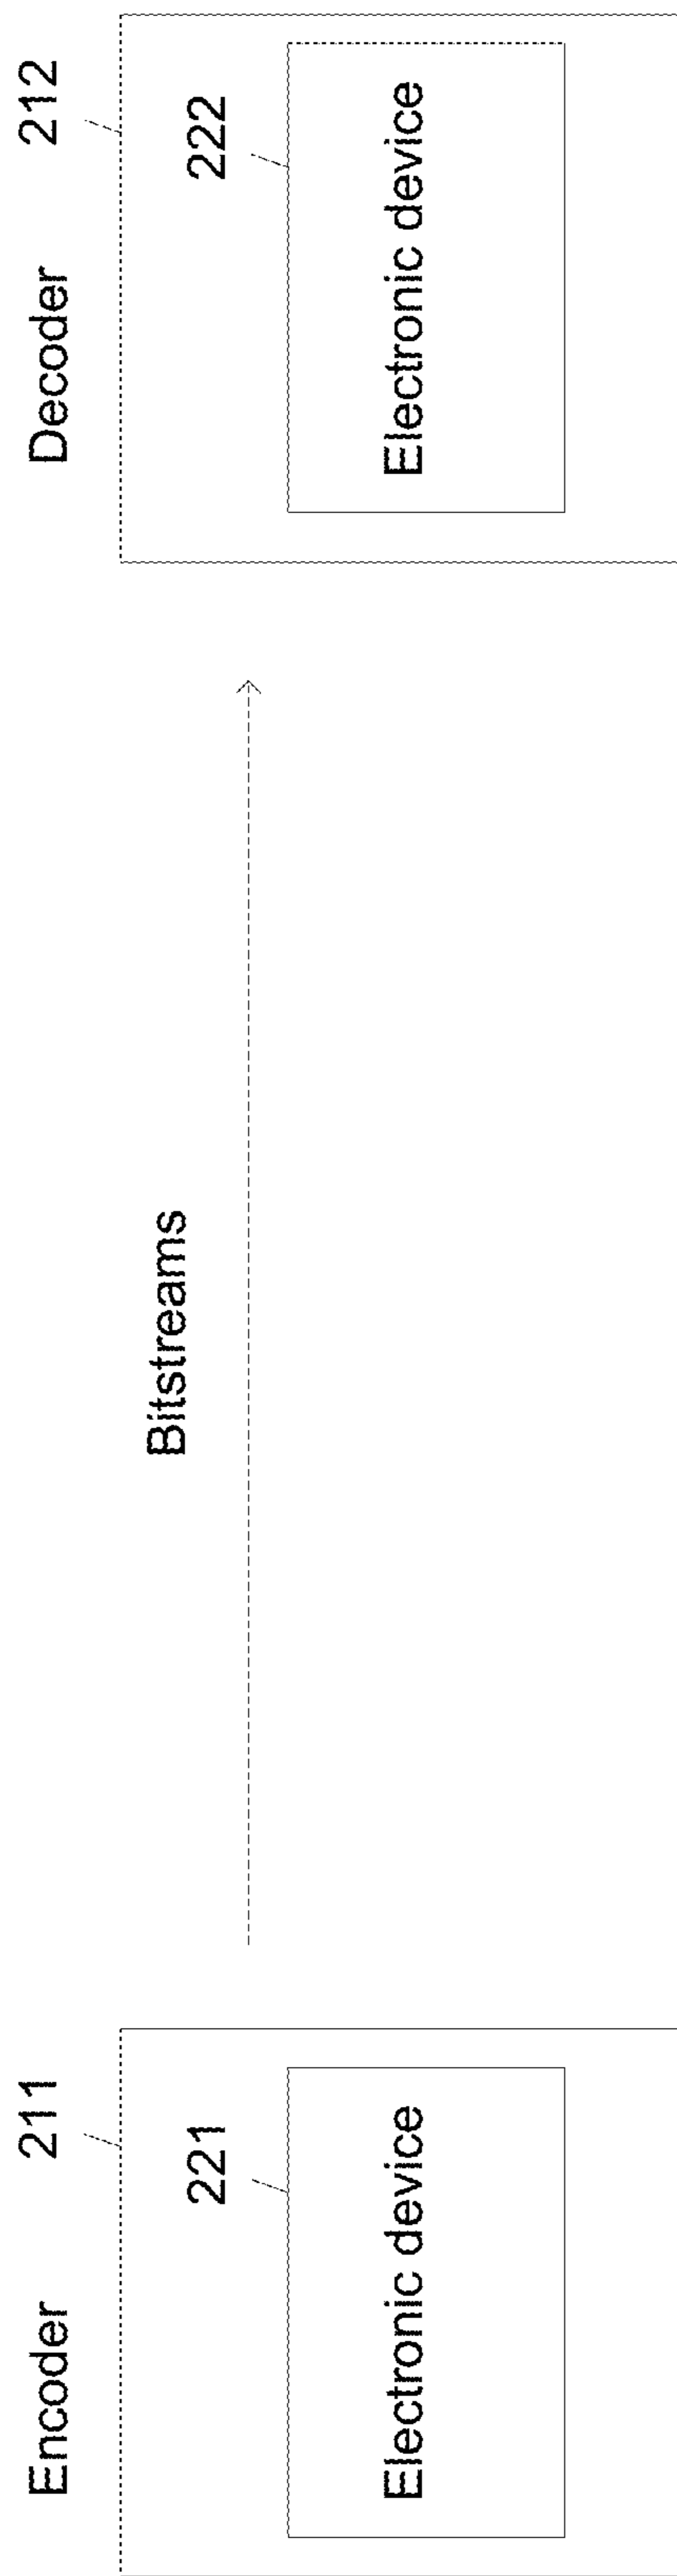 Encoder
211
221
Electronic device
Bitstreams
Decoder
212
222
Electronic device